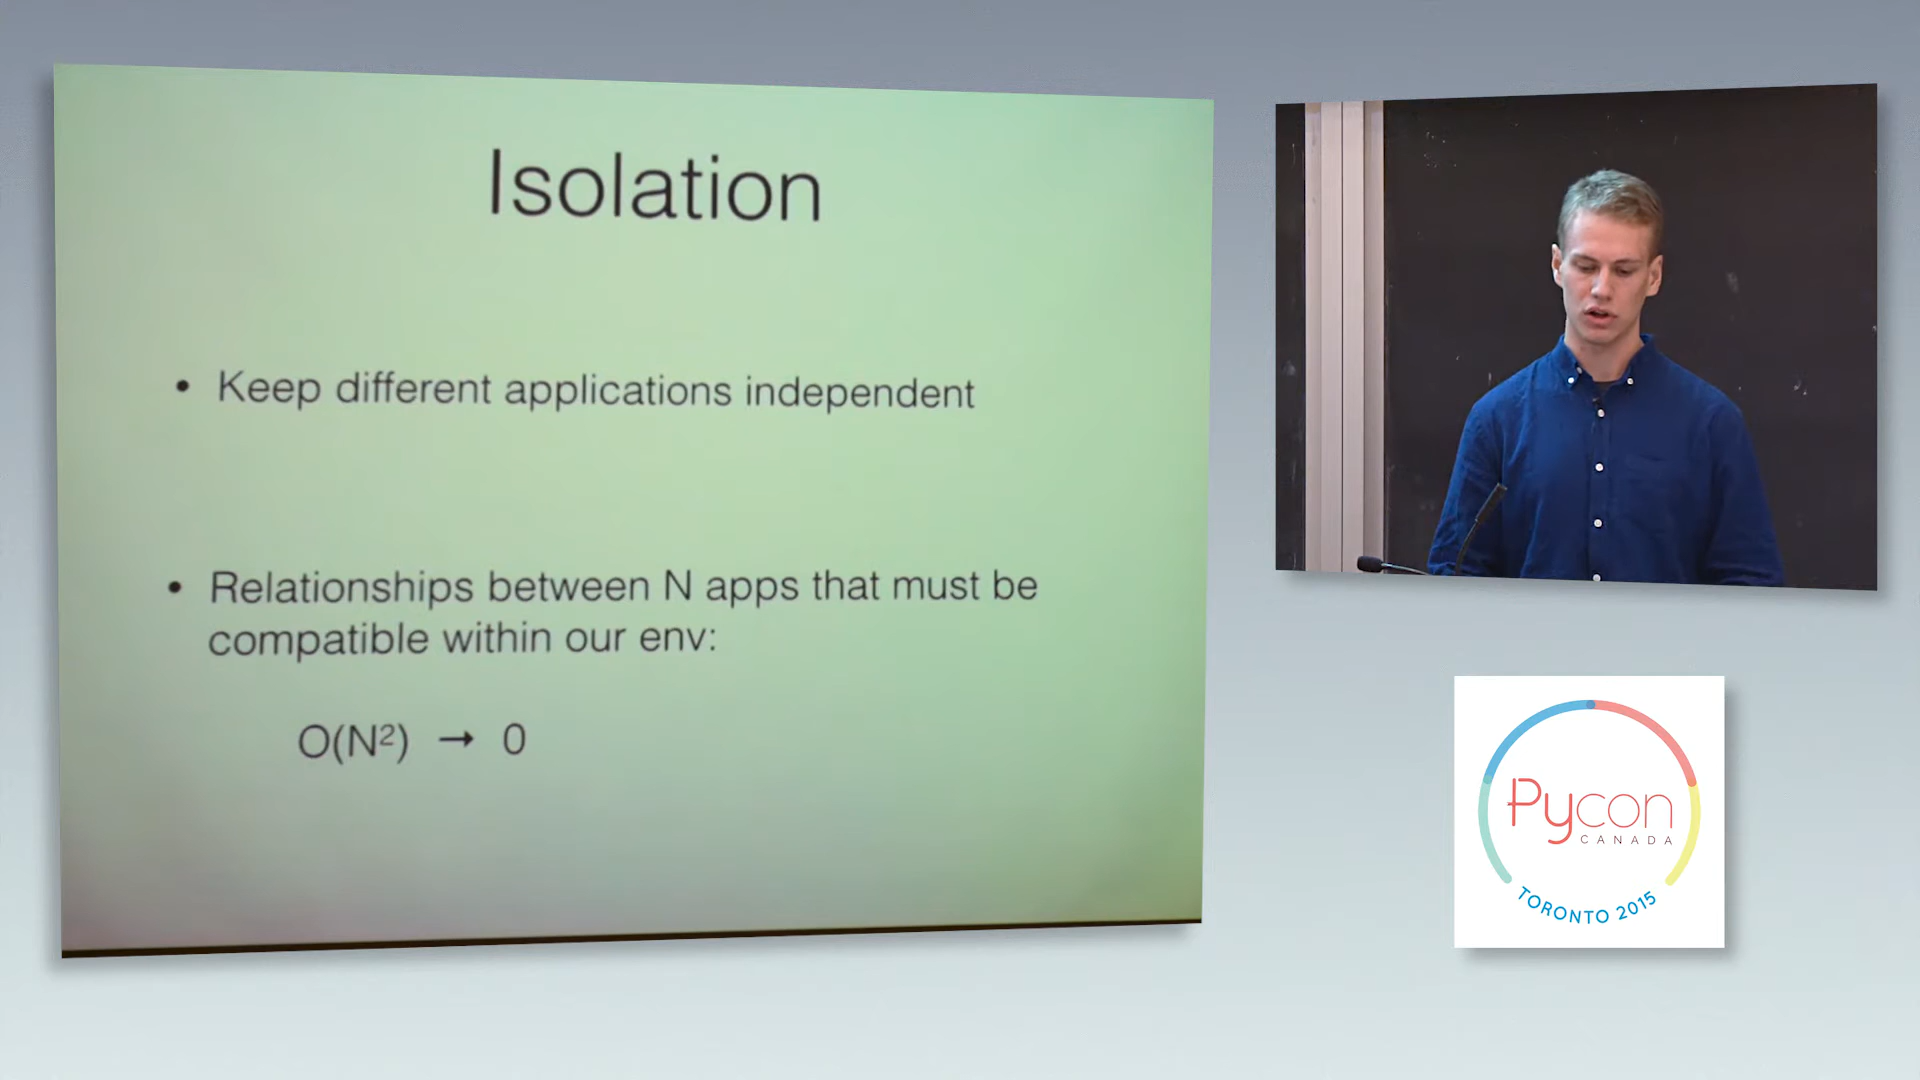 Isolation
• Keep different applications independent
• Relationships between N apps that must be
compatible within our env:
O(N²) → 0
Pycon
CANADA
TORONTO 2015